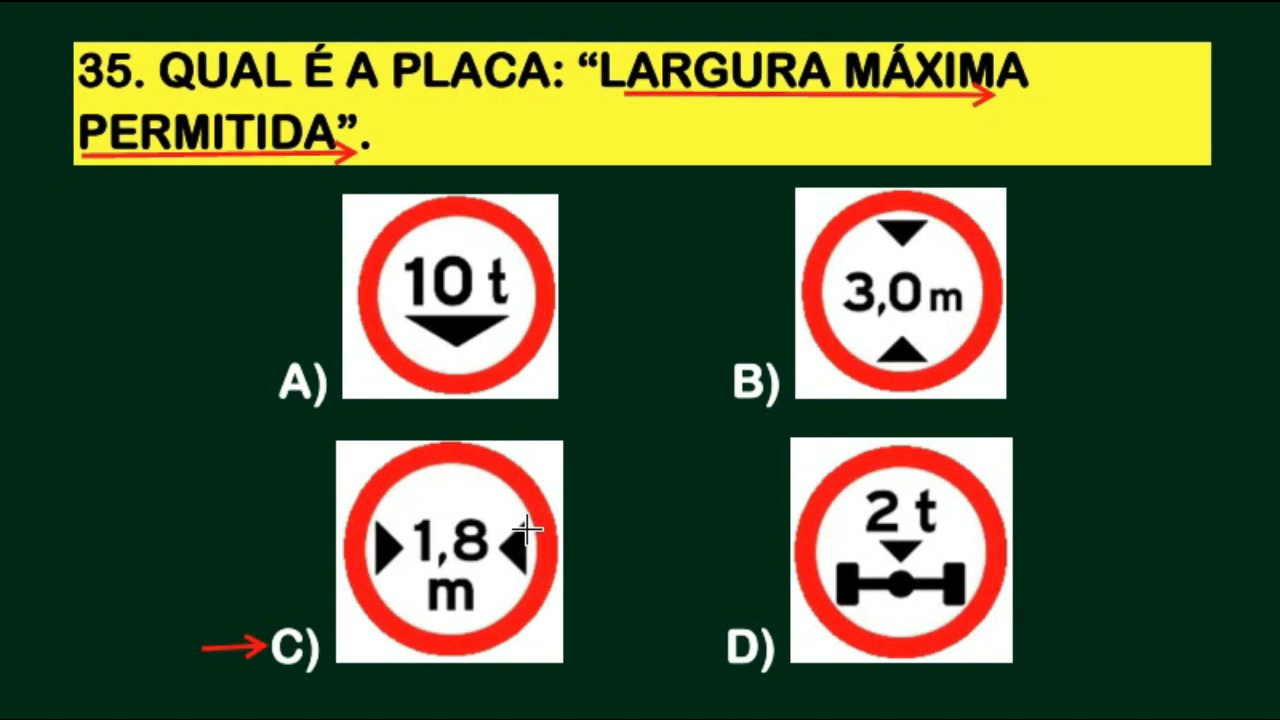 35. QUAL É A PLACA: “LARGURA MÁXIMA
PERMITIDA”.
10 t
A)
3,0 m
B)
1,8
m
C)
2 t
D)